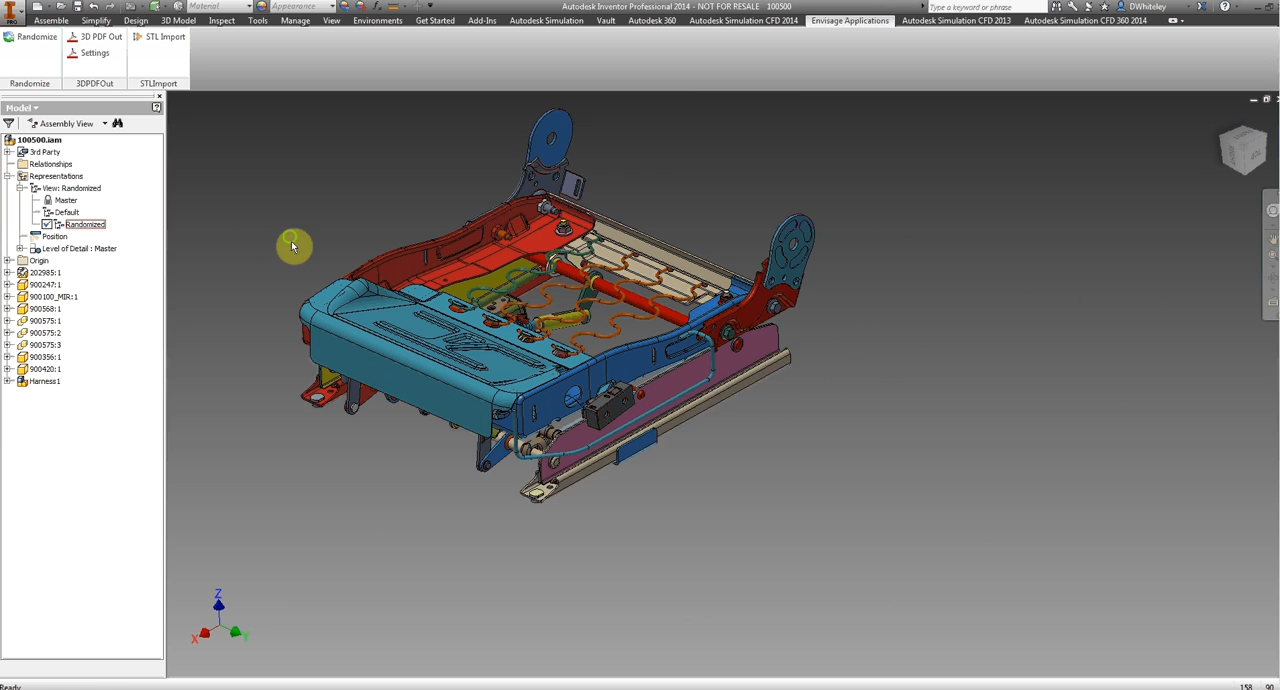 Material
Appearance
Autodesk Inventor Professional 2014 - NOT FOR RESALE 100500
Type a keyword or phrase
DWhiteley
PRO
Assembly Simplify Design 3D Model Inspect Tools Manage View Environments Get Started Add-Ins Autodesk Simulation Vault Autodesk 360 Autodesk Simulation CFD 2014 Envisage Applications Autodesk Simulation CFD 2013 Autodesk Simulation CFD 360 2014
Randomize 3D PDF Out STL Import
Settings
Randomize 3DPDFOut STLImport
Model
Assembly View
100500.iam
3rd Party
Relationships
Representations
View: Randomized
Master
Default
Randomized
Position
Level of Detail : Master
Origin
202985:1
900247:1
900100_MIR:1
900568:1
900575:1
900575:2
900575:3
900356:1
900420:1
Harness1
Z
X
Y
Ready
158 90